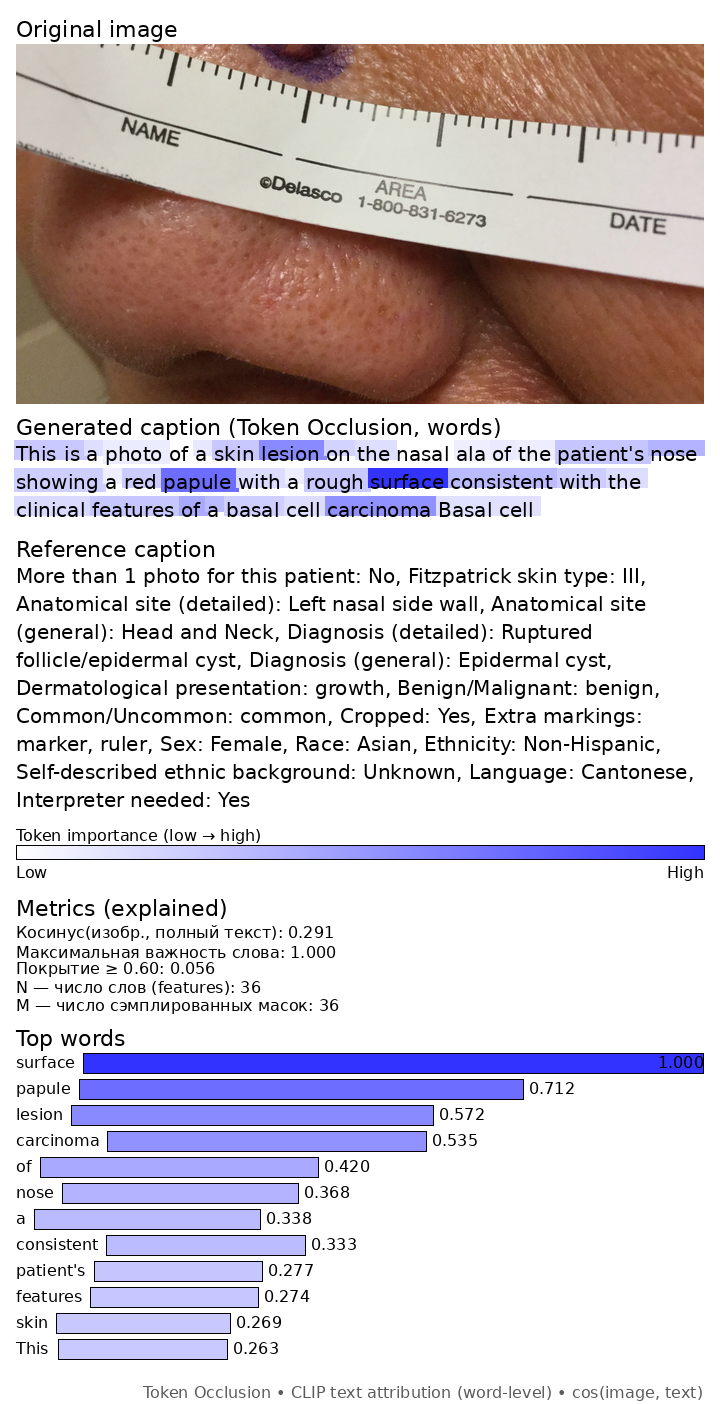 Original image
NAME
©Delasco
AREA
1-800-831-6273
DATE
Generated caption (Token Occlusion, words)
This is a photo of a skin lesion on the nasal ala of the patient's nose
showing a red papule with a rough surface consistent with the
clinical features of a basal cell carcinoma Basal cell
Reference caption
More than 1 photo for this patient: No, Fitzpatrick skin type: III,
Anatomical site (detailed): Left nasal side wall, Anatomical site
(general): Head and Neck, Diagnosis (detailed): Ruptured
follicle/epidermal cyst, Diagnosis (general): Epidermal cyst,
Dermatological presentation: growth, Benign/Malignant: benign,
Common/Uncommon: common, Cropped: Yes, Extra markings:
marker, ruler, Sex: Female, Race: Asian, Ethnicity: Non-Hispanic,
Self-described ethnic background: Unknown, Language: Cantonese,
Interpreter needed: Yes
Token importance (low → high)
Low High
Metrics (explained)
Косинус(изобр., полный текст): 0.291
Максимальная важность слова: 1.000
Покрытие ≥ 0.60: 0.056
N — число слов (features): 36
M — число сэмплированных масок: 36
Top words
surface 1.000
papule 0.712
lesion 0.572
carcinoma 0.535
of 0.420
nose 0.368
a 0.338
consistent 0.333
patient's 0.277
features 0.274
skin 0.269
This 0.263
Token Occlusion • CLIP text attribution (word-level) • cos(image, text)